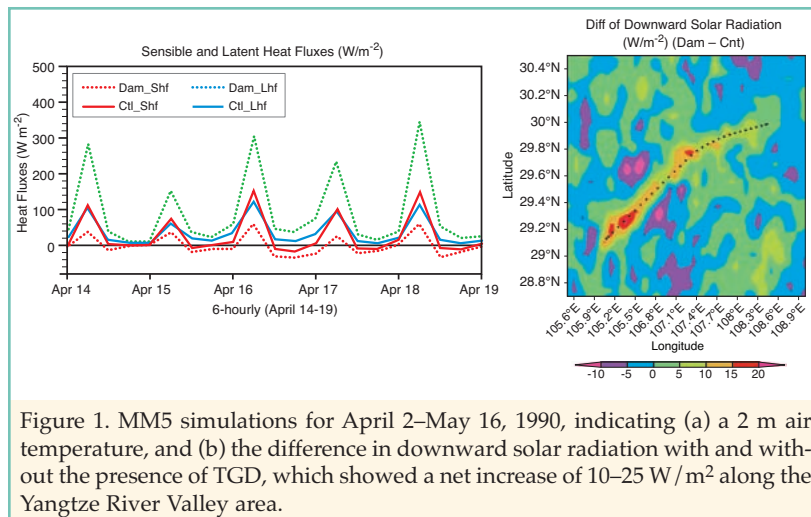 Sensible and Latent Heat Fluxes (W/m-2)
500
400
300
200
100
0
Heat Fluxes (W m-2)
Dam_Shf
Dam_Lhf
Ctl_Shf
Ctl_Lhf
Apr 14
Apr 15
Apr 16
Apr 17
Apr 18
Apr 19
6-hourly (April 14-19)
Diff of Downward Solar Radiation
(W/m-2) (Dam – Cnt)
30.4°N
30.2°N
30°N
29.8°N
29.6°N
29.4°N
29.2°N
29°N
28.8°N
Latitude
105.6°E
105.9°E
105.2°E
105.5°E
106.8°E
107.1°E
107.4°E
107.7°E
108°E
108.3°E
108.6°E
108.9°E
Longitude
-10
-5
0
5
10
15
20
Figure 1. MM5 simulations for April 2–May 16, 1990, indicating (a) a 2 m air
temperature, and (b) the difference in downward solar radiation with and with-
out the presence of TGD, which showed a net increase of 10–25 W/m² along the
Yangtze River Valley area.